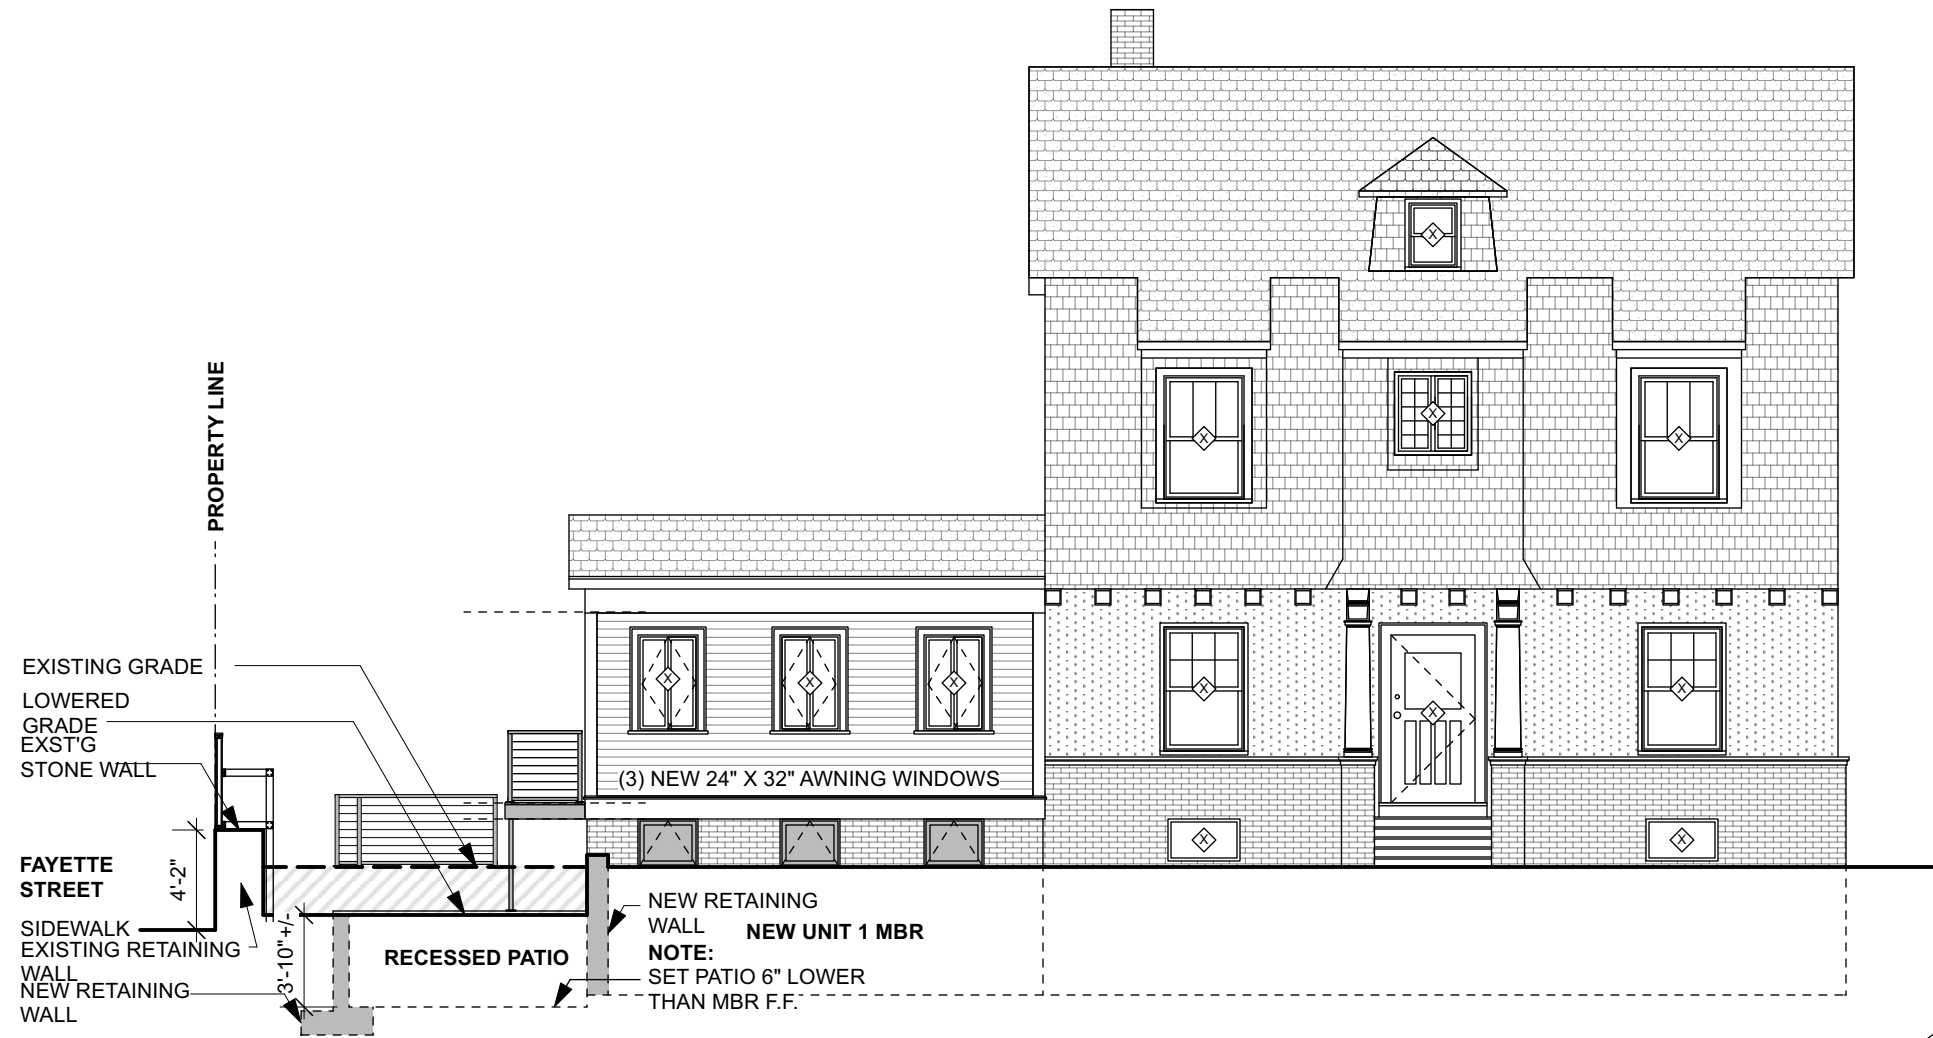 PROPERTY LINE
EXISTING GRADE
LOWERED
GRADE
EXST'G
STONE WALL
FAYETTE
STREET
4'-2"
SIDEWALK
EXISTING RETAINING
WALL
NEW RETAINING
WALL
3'-10"+/-
RECESSED PATIO
(3) NEW 24" X 32" AWNING WINDOWS
NEW RETAINING
WALL
NEW UNIT 1 MBR
NOTE:
SET PATIO 6" LOWER
THAN MBR F.F.
X
X
X
X
X
X
X
X
X
X
X
X
X